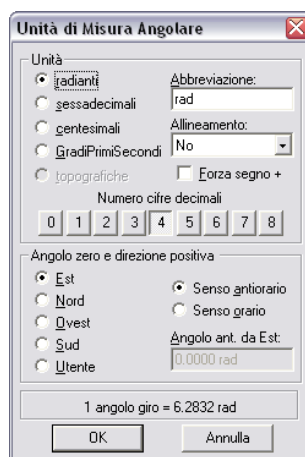 Unità di Misura Angolare
Unità
radianti
sessadecimali
centesimali
GradiPrimiSecondi
topografiche
Abbreviazione:
rad
Allineamento:
No
Forza segno +
Numero cifre decimali
0 1 2 3 4 5 6 7 8
Angolo zero e direzione positiva
Est
Nord
Ovest
Sud
Utente
Senso antiorario
Senso orario
Angolo ant. da Est:
0.0000 rad
1 angolo giro = 6.2832 rad
OK Annulla